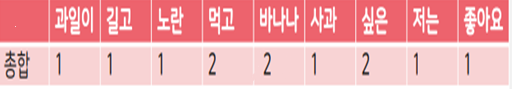 과일이 길고 노란 먹고 바나나 사과 싶은 저는 좋아요
총합 1 1 1 2 2 1 2 1 1